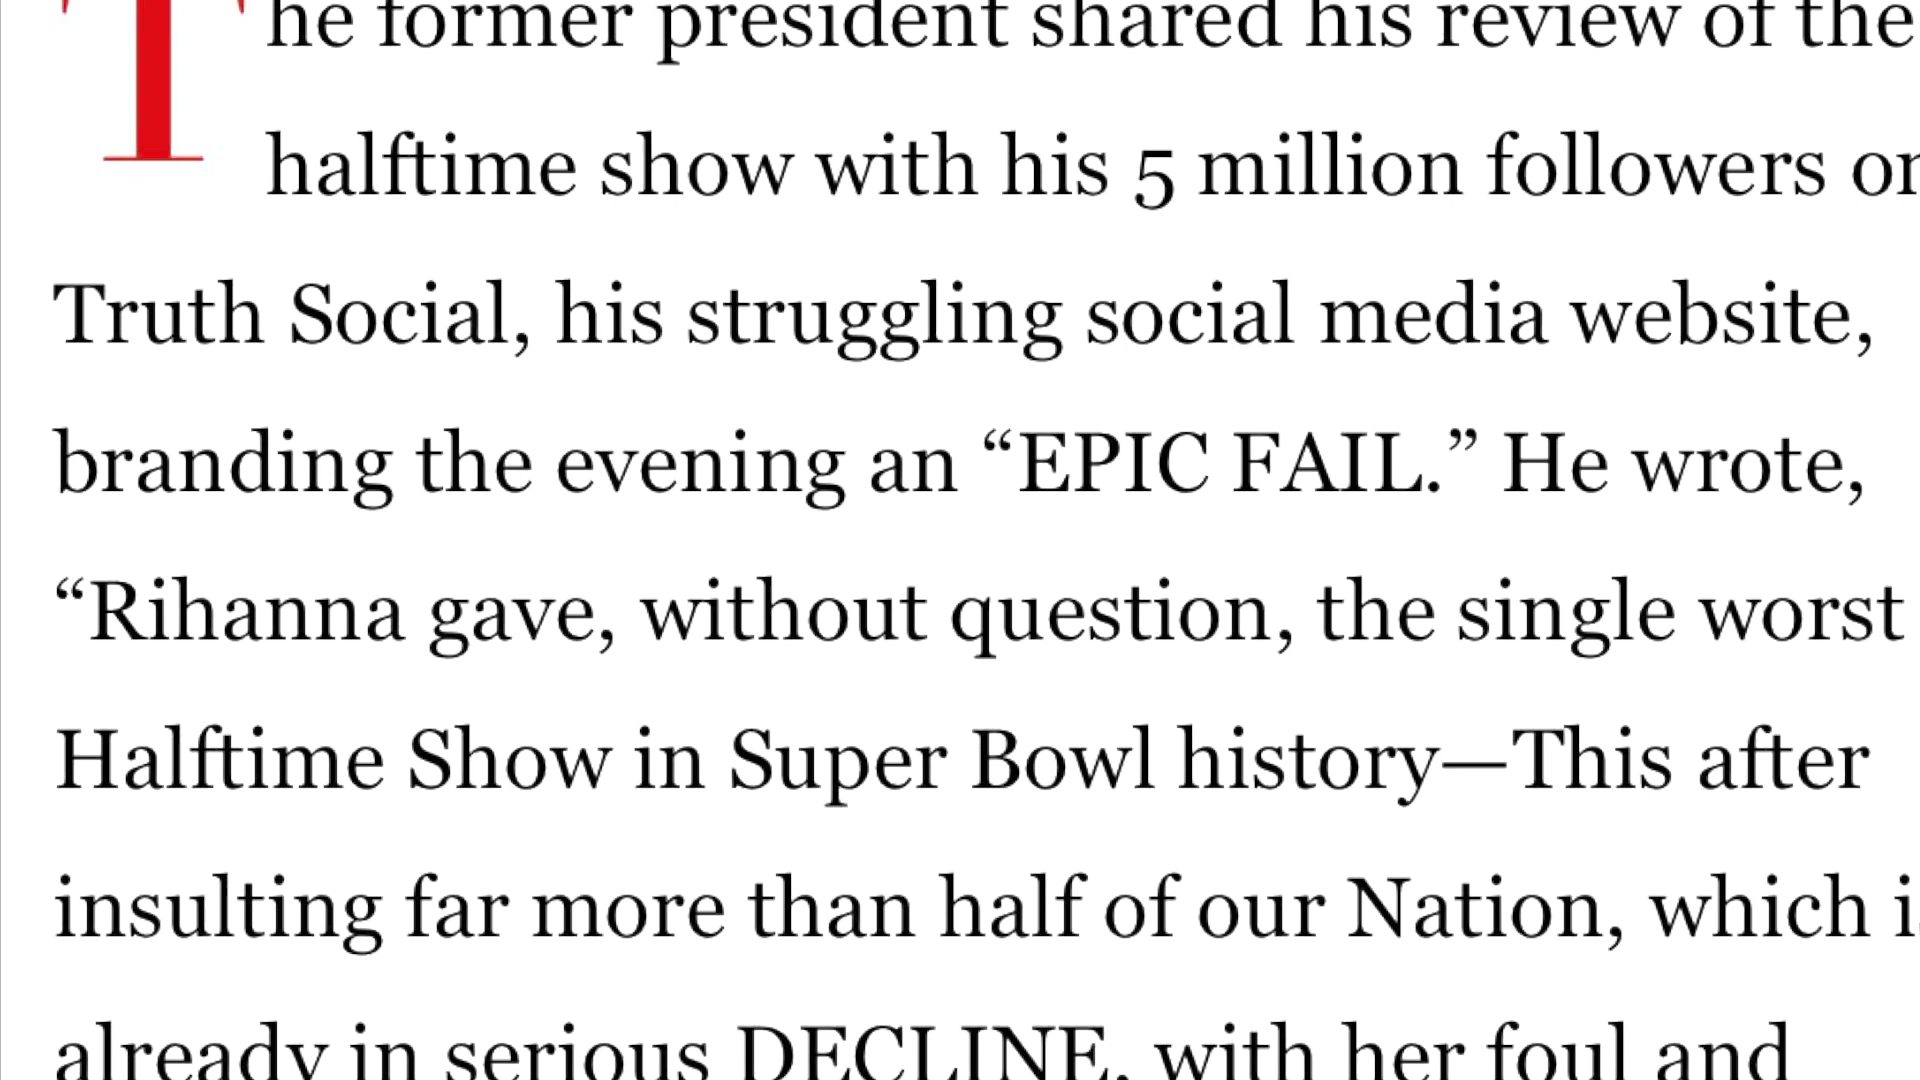 The former president shared his review of the
halftime show with his 5 million followers on
Truth Social, his struggling social media website,
branding the evening an “EPIC FAIL.” He wrote,
“Rihanna gave, without question, the single worst
Halftime Show in Super Bowl history—This after
insulting far more than half of our Nation, which is
already in serious DECLINE, with her foul and